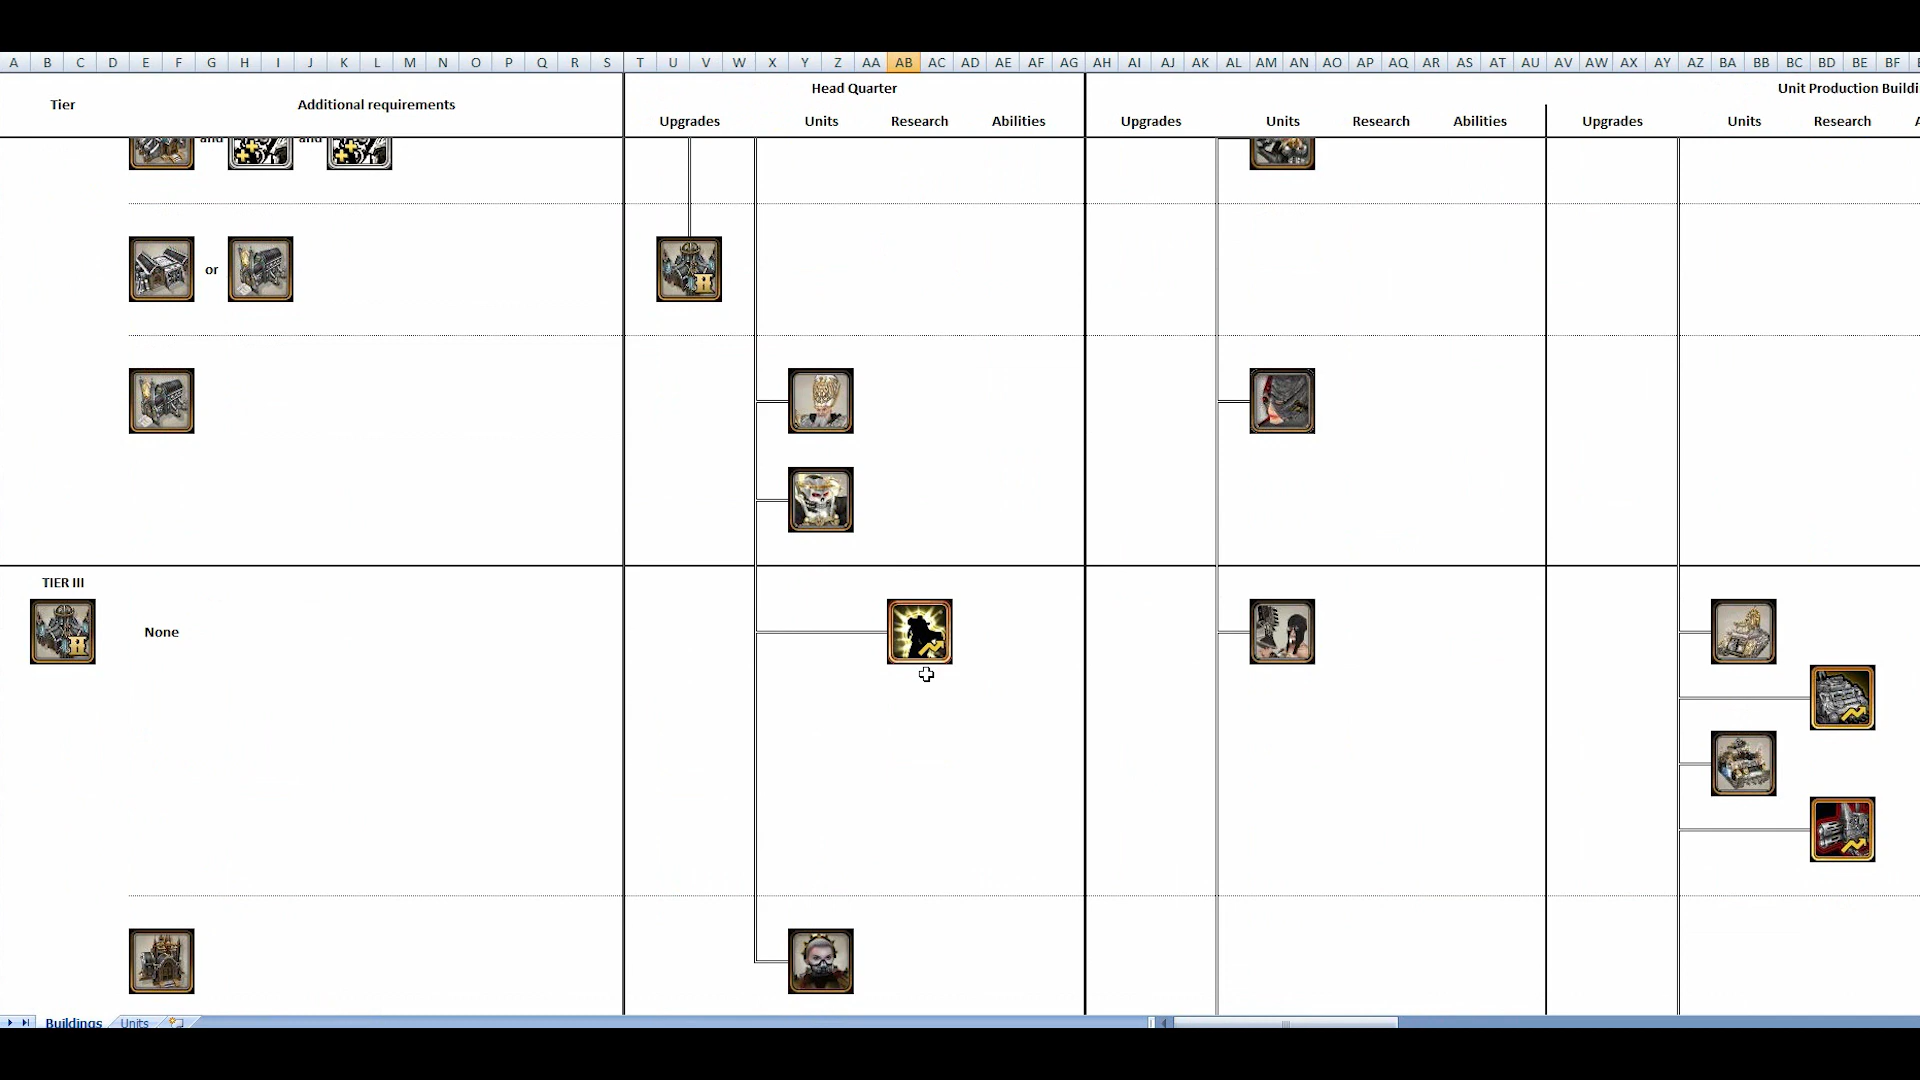 A B C D E F G H I J K L M N O P Q R S T U V W X Y Z AA AB AC AD AE AF AG AH AI AJ AK AL AM AN AO AP AQ AR AS AT AU AV AW AX AY AZ BA BB BC BD BE BF
Head Quarter Unit Production Buildi
Tier Additional requirements
Upgrades Units Research Abilities Upgrades Units Research Abilities Upgrades Units Research A
and and
or
TIER III
None
Buildings Units